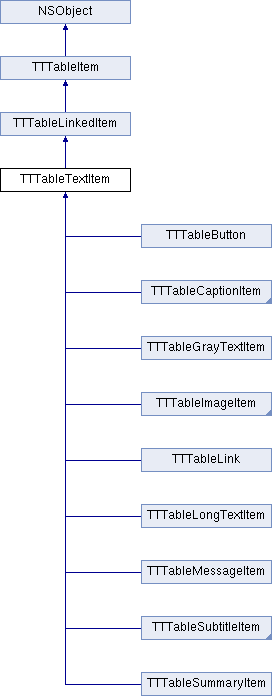 NSObject
TTTableItem
TTTableLinkedItem
TTTableTextItem
TTTableButton
TTTableCaptionItem
TTTableGrayTextItem
TTTableImageItem
TTTableLink
TTTableLongTextItem
TTTableMessageItem
TTTableSubtitleItem
TTTableSummaryItem